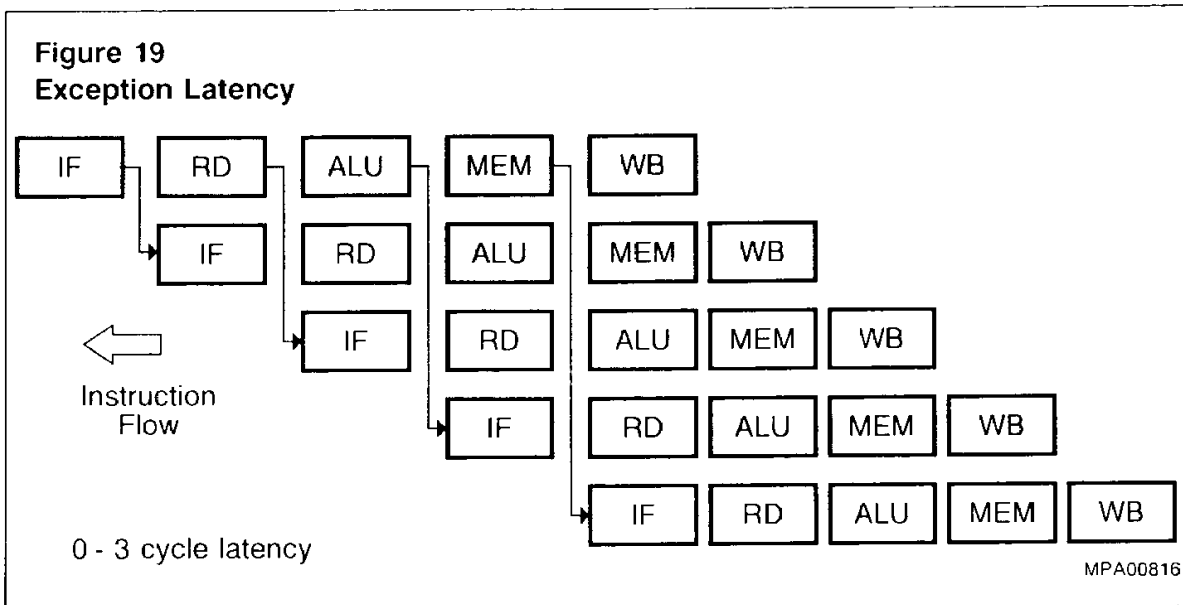 Figure 19
Exception Latency
IF RD ALU MEM WB
IF RD ALU MEM WB
IF RD ALU MEM WB
Instruction
Flow
IF RD ALU MEM WB
IF RD ALU MEM WB
0 - 3 cycle latency
MPA00816